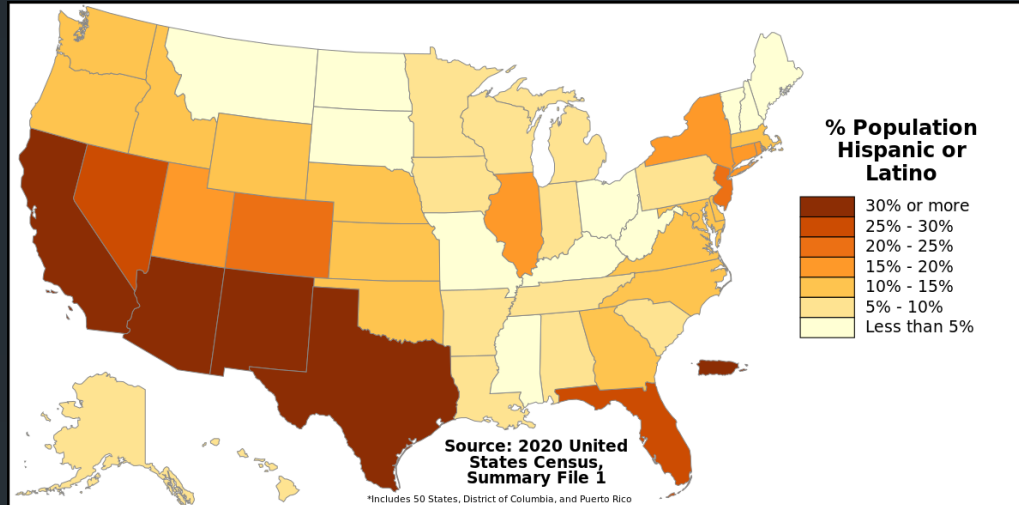 % Population
Hispanic or
Latino
30% or more
25% - 30%
20% - 25%
15% - 20%
10% - 15%
5% - 10%
Less than 5%
Source: 2020 United
States Census,
Summary File 1
*Includes 50 States, District of Columbia, and Puerto Rico